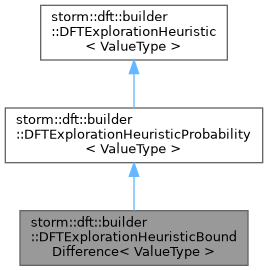 storm::dft::builder
::DFTExplorationHeuristic
< ValueType >
storm::dft::builder
::DFTExplorationHeuristicProbability
< ValueType >
storm::dft::builder
::DFTExplorationHeuristicBound
Difference< ValueType >